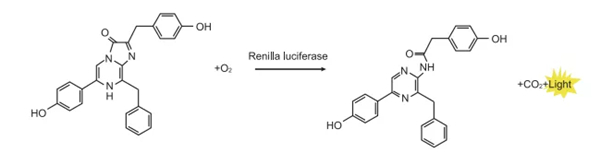 O
OH
N
N
N
H
HO
+O₂
Renilla luciferase
O
OH
NH
N
N
HO
+CO₂+Light